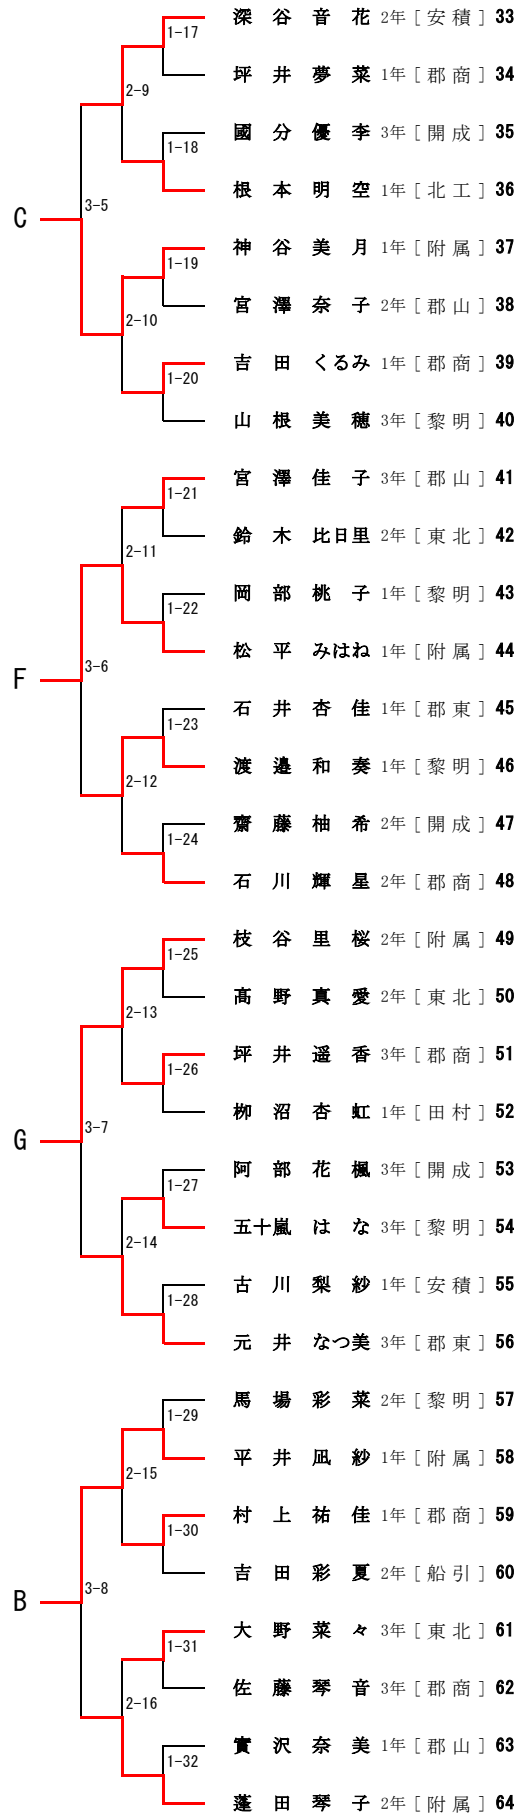 深谷音花 2年 [安積] 33
1-17
坪井夢菜 1年 [郡商] 34
2-9
國分優李 3年 [開成] 35
1-18
根本明空 1年 [北工] 36
3-5
C
神谷美月 1年 [附属] 37
1-19
宮澤奈子 2年 [郡山] 38
2-10
吉田くるみ 1年 [郡商] 39
1-20
山根美穂 3年 [黎明] 40
宮澤佳子 3年 [郡山] 41
1-21
鈴木比日里 2年 [東北] 42
2-11
岡部桃子 1年 [黎明] 43
1-22
松平みはね 1年 [附属] 44
3-6
F
石井杏佳 1年 [郡東] 45
1-23
渡邉和奏 1年 [黎明] 46
2-12
齋藤柚希 2年 [開成] 47
1-24
石川輝星 2年 [郡商] 48
枝谷里桜 2年 [附属] 49
1-25
髙野真愛 2年 [東北] 50
2-13
坪井遥香 3年 [郡商] 51
1-26
栁沼杏虹 1年 [田村] 52
3-7
G
阿部花楓 3年 [開成] 53
1-27
五十嵐はな 3年 [黎明] 54
2-14
古川梨紗 1年 [安積] 55
1-28
元井なつ美 3年 [郡東] 56
馬場彩菜 2年 [黎明] 57
1-29
平井凪紗 1年 [附属] 58
2-15
村上祐佳 1年 [郡商] 59
1-30
吉田彩夏 2年 [船引] 60
3-8
B
大野菜々 3年 [東北] 61
1-31
佐藤琴音 3年 [郡商] 62
2-16
實沢奈美 1年 [郡山] 63
1-32
蓬田琴子 2年 [附属] 64